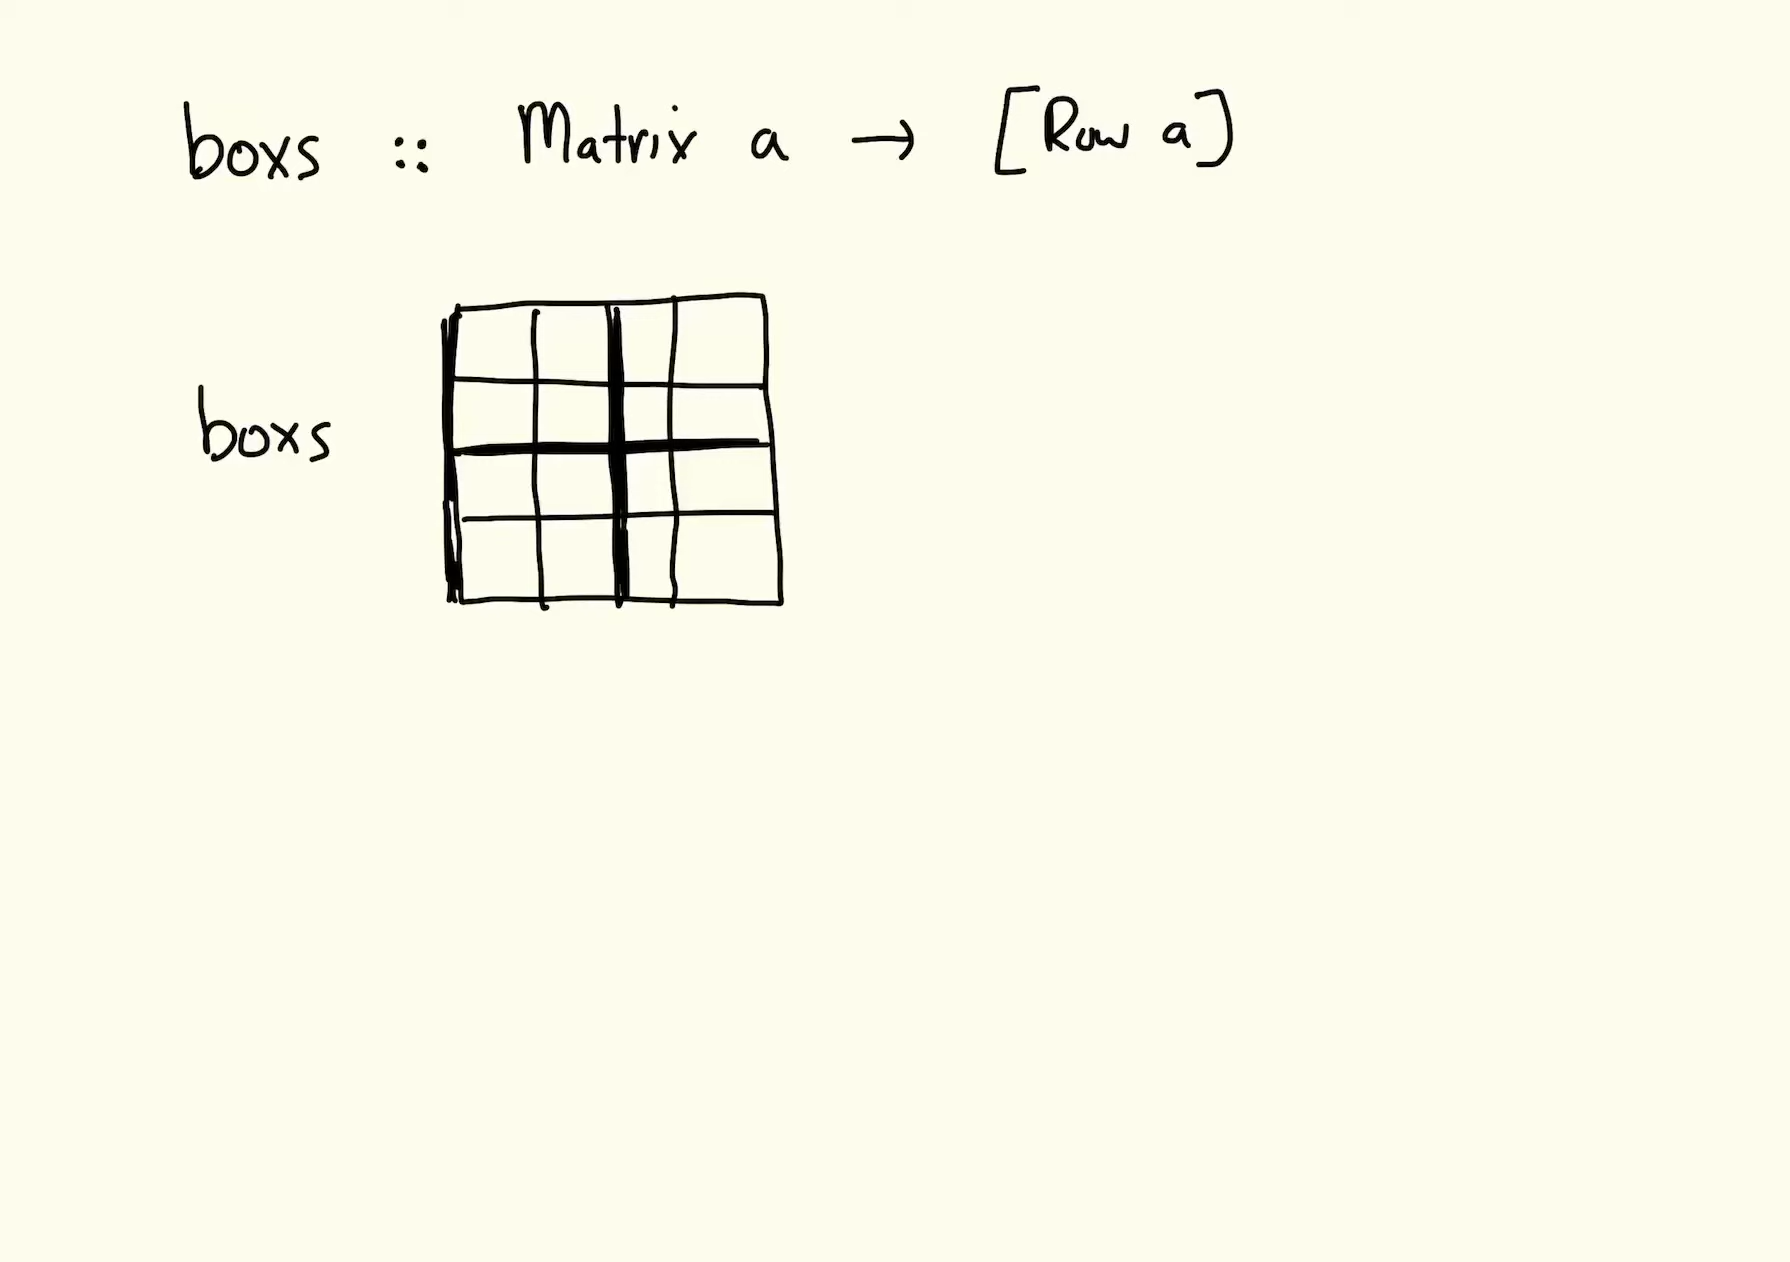 boxs :: Matrix a → [Row a]
boxs